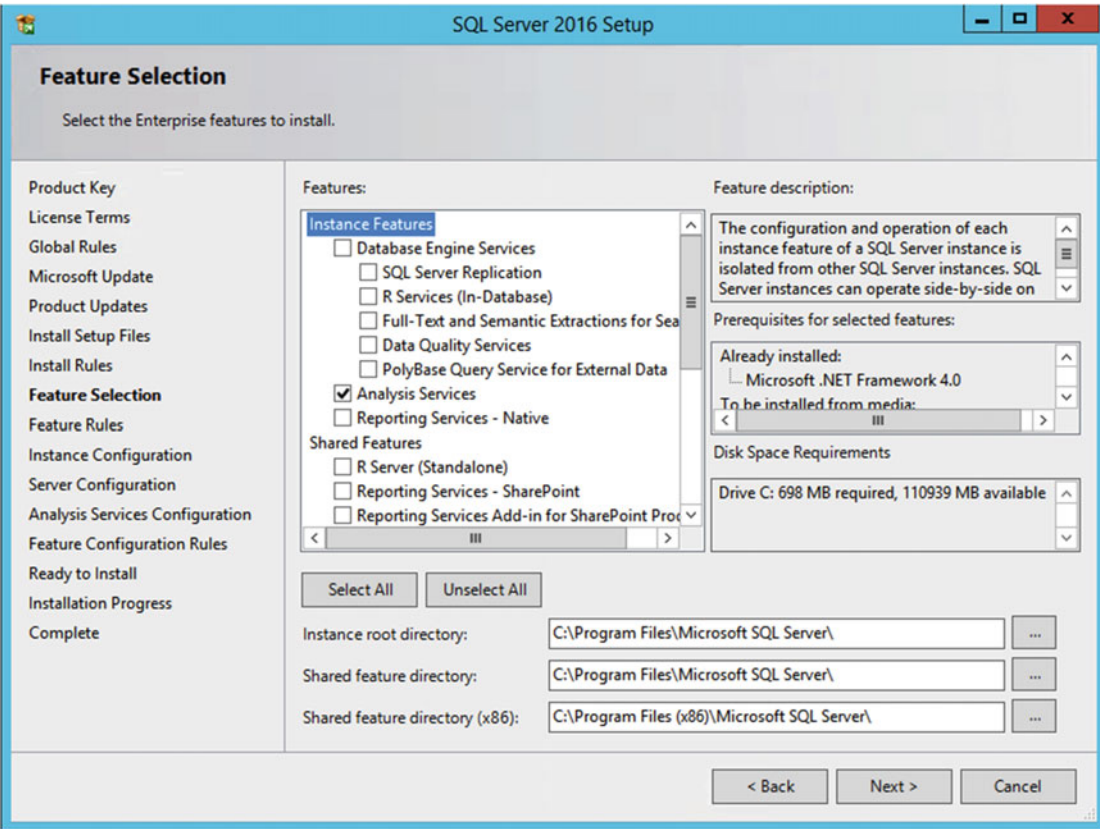 SQL Server 2016 Setup
Feature Selection
Select the Enterprise features to install.
Product Key
License Terms
Global Rules
Microsoft Update
Product Updates
Install Setup Files
Install Rules
Feature Selection
Feature Rules
Instance Configuration
Server Configuration
Analysis Services Configuration
Feature Configuration Rules
Ready to Install
Installation Progress
Complete
Features:
Instance Features
Database Engine Services
SQL Server Replication
R Services (In-Database)
Full-Text and Semantic Extractions for Sea
Data Quality Services
PolyBase Query Service for External Data
Analysis Services
Reporting Services - Native
Shared Features
R Server (Standalone)
Reporting Services - SharePoint
Reporting Services Add-in for SharePoint Proc
Feature description:
The configuration and operation of each
instance feature of a SQL Server instance is
isolated from other SQL Server instances. SQL
Server instances can operate side-by-side on
Prerequisites for selected features:
Already installed:
Microsoft .NET Framework 4.0
To be installed from media:
Disk Space Requirements
Drive C: 698 MB required, 110939 MB available
Select All
Unselect All
Instance root directory:
C:\Program Files\Microsoft SQL Server\
...
Shared feature directory:
C:\Program Files\Microsoft SQL Server\
...
Shared feature directory (x86):
C:\Program Files (x86)\Microsoft SQL Server\
...
< Back
Next >
Cancel